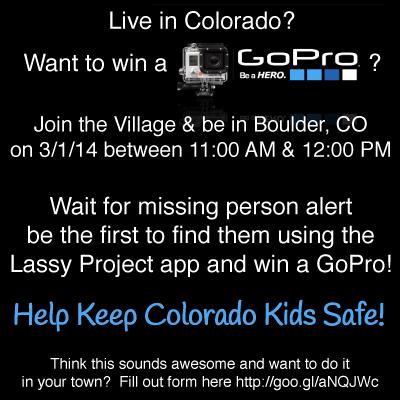 Live in Colorado?
Want to win a GoPro ?
Be a HERO.
Join the Village & be in Boulder, CO
on 3/1/14 between 11:00 AM & 12:00 PM
Wait for missing person alert
be the first to find them using the
Lassy Project app and win a GoPro!
Help Keep Colorado Kids Safe!
Think this sounds awesome and want to do it
in your town? Fill out form here http://goo.gl/aNQJWc